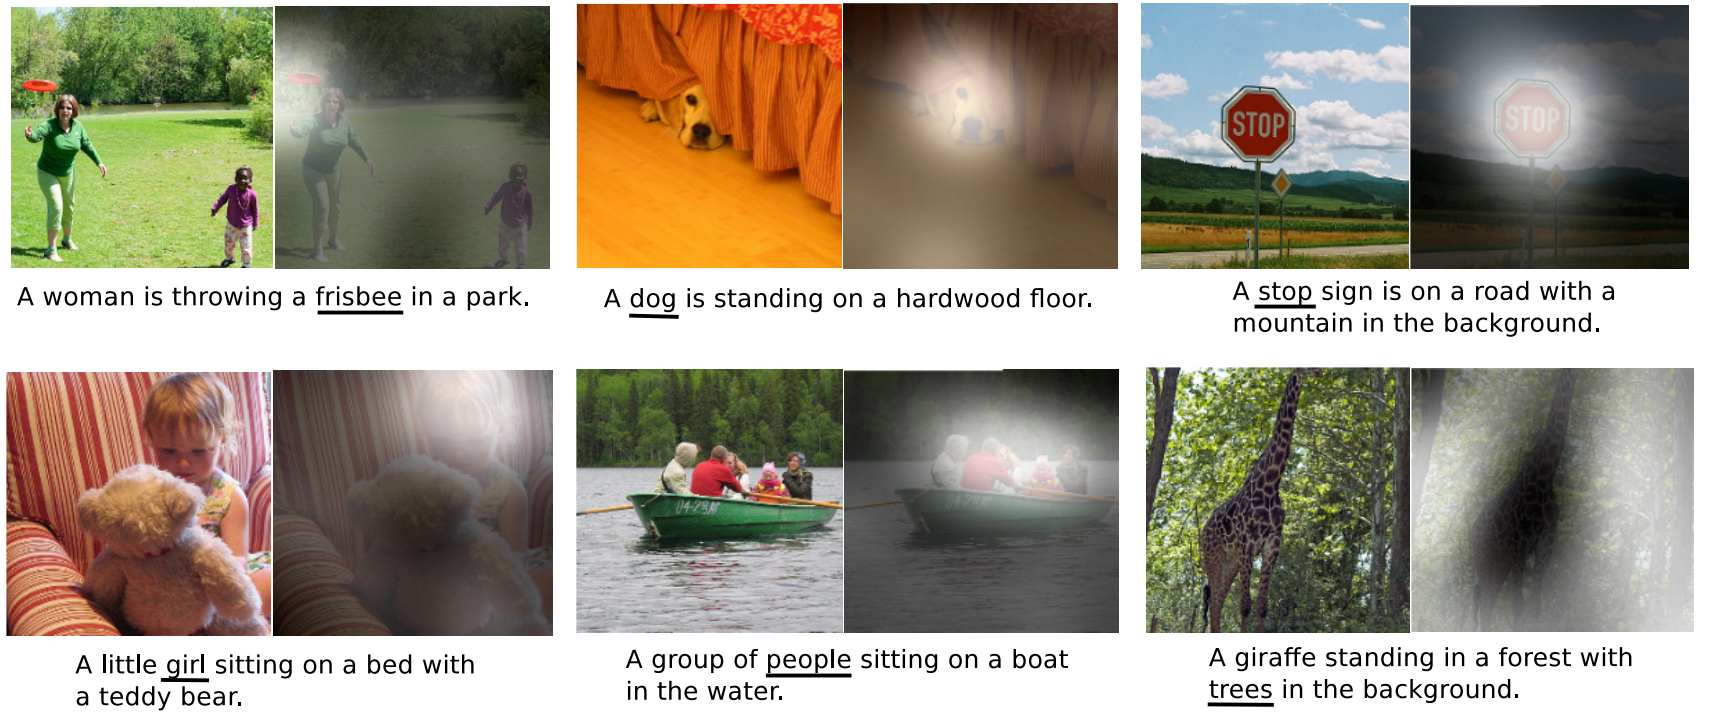 STOP
STOP
A woman is throwing a frisbee in a park.
A dog is standing on a hardwood floor.
A stop sign is on a road with a
mountain in the background.
A little girl sitting on a bed with
a teddy bear.
A group of people sitting on a boat
in the water.
A giraffe standing in a forest with
trees in the background.